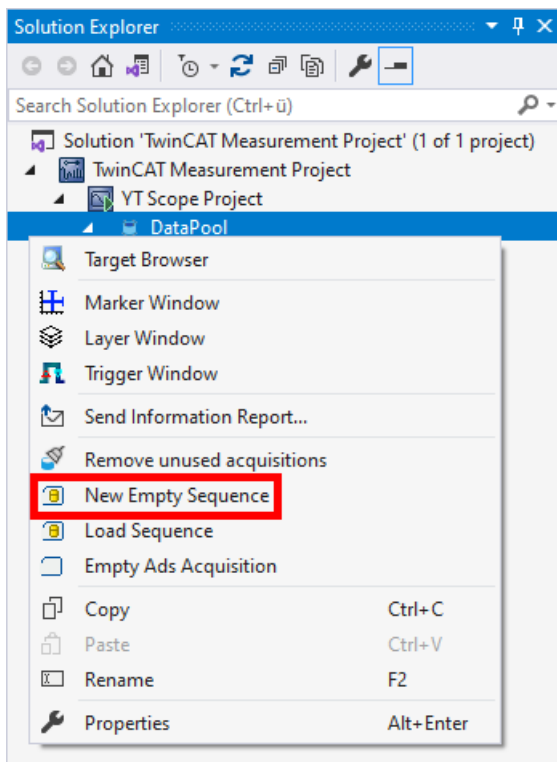 Solution Explorer
Search Solution Explorer (Ctrl+ü)
Solution 'TwinCAT Measurement Project' (1 of 1 project)
TwinCAT Measurement Project
YT Scope Project
DataPool
Target Browser
Marker Window
Layer Window
Trigger Window
Send Information Report...
Remove unused acquisitions
New Empty Sequence
Load Sequence
Empty Ads Acquisition
Copy Ctrl+C
Paste Ctrl+V
Rename F2
Properties Alt+Enter